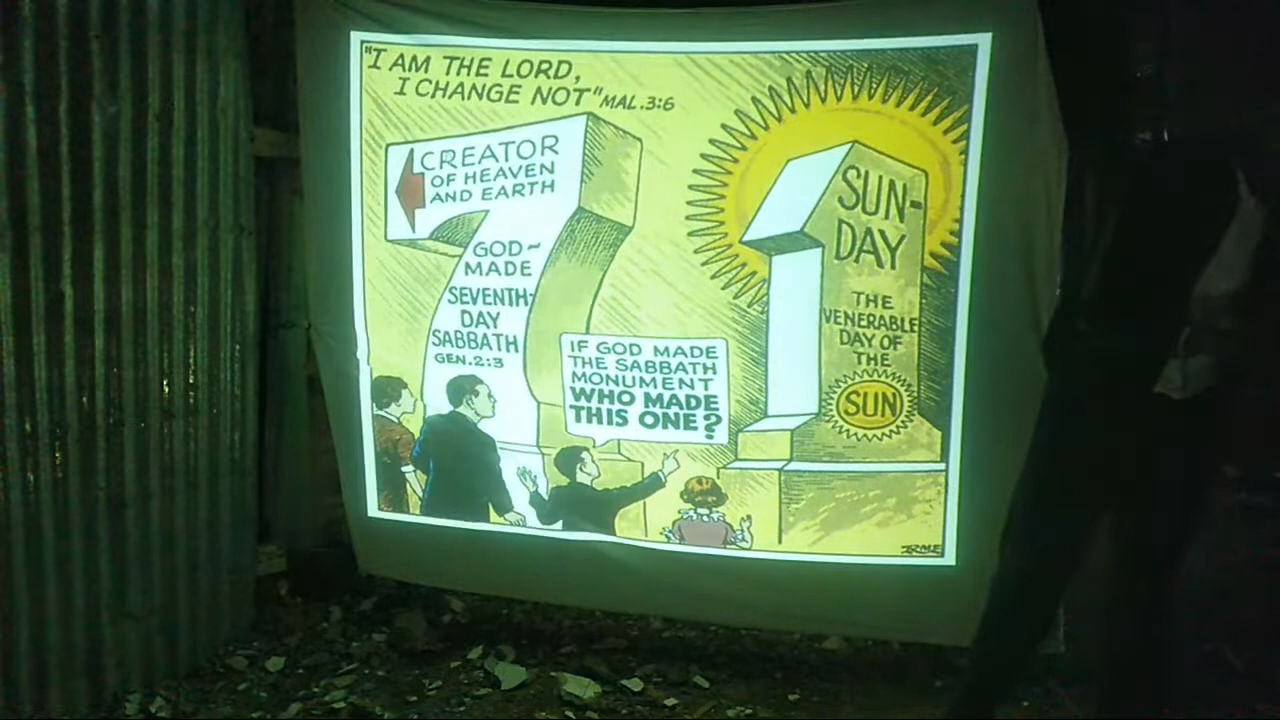 "I AM THE LORD,
I CHANGE NOT" MAL.3:6
CREATOR
OF HEAVEN
AND EARTH
GOD~
MADE
SEVENTH-
DAY
SABBATH
GEN.2:3
IF GOD MADE
THE SABBATH
MONUMENT
WHO MADE
THIS ONE?
SUN-
DAY
THE
VENERABLE
DAY OF
THE
SUN